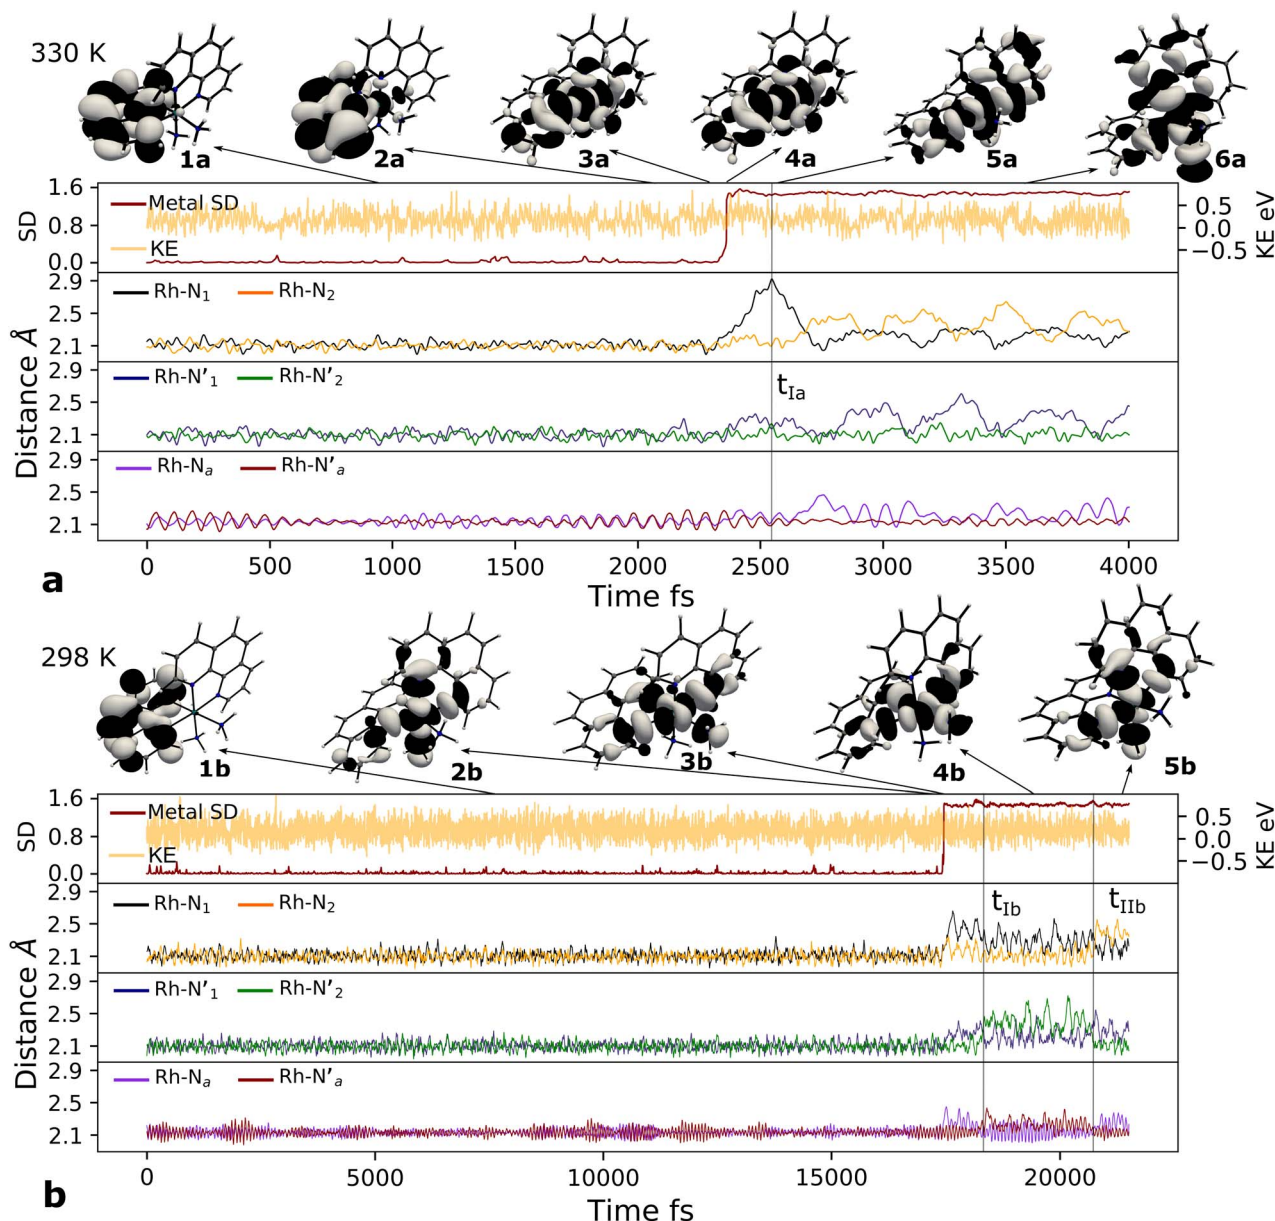 330 K
1a 2a 3a 4a 5a 6a
SD
1.6
0.8
0.0
Metal SD
KE
0.5
0.0
−0.5
KE eV
Distance Å
2.9
2.5
2.1
Rh-N₁ Rh-N₂
2.9
2.5
2.1
Rh-N'₁ Rh-N'₂
t_Ia
2.9
2.5
2.1
Rh-Nₐ Rh-N'ₐ
0 500 1000 1500 2000 2500 3000 3500 4000
Time fs
a
298 K
1b 2b 3b 4b 5b
SD
1.6
0.8
0.0
Metal SD
KE
0.5
0.0
−0.5
KE eV
Distance Å
2.9
2.5
2.1
Rh-N₁ Rh-N₂
t_Ib t_IIb
2.9
2.5
2.1
Rh-N'₁ Rh-N'₂
2.9
2.5
2.1
Rh-Nₐ Rh-N'ₐ
0 5000 10000 15000 20000
Time fs
b